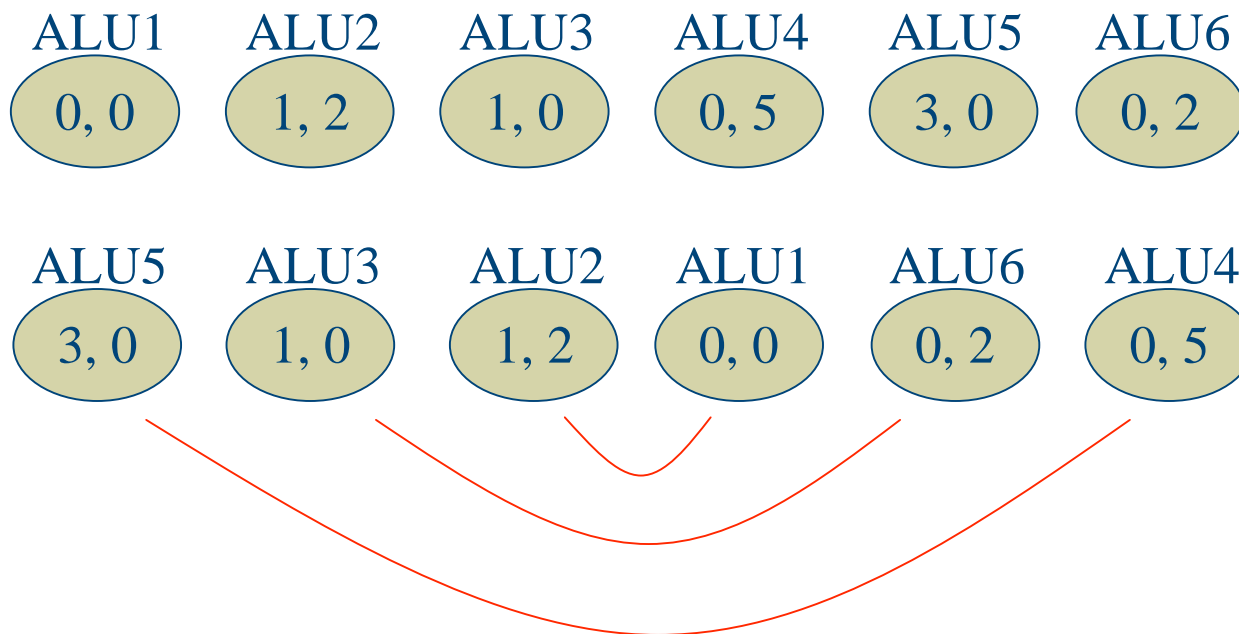 ALU1 ALU2 ALU3 ALU4 ALU5 ALU6
0, 0 1, 2 1, 0 0, 5 3, 0 0, 2
ALU5 ALU3 ALU2 ALU1 ALU6 ALU4
3, 0 1, 0 1, 2 0, 0 0, 2 0, 5